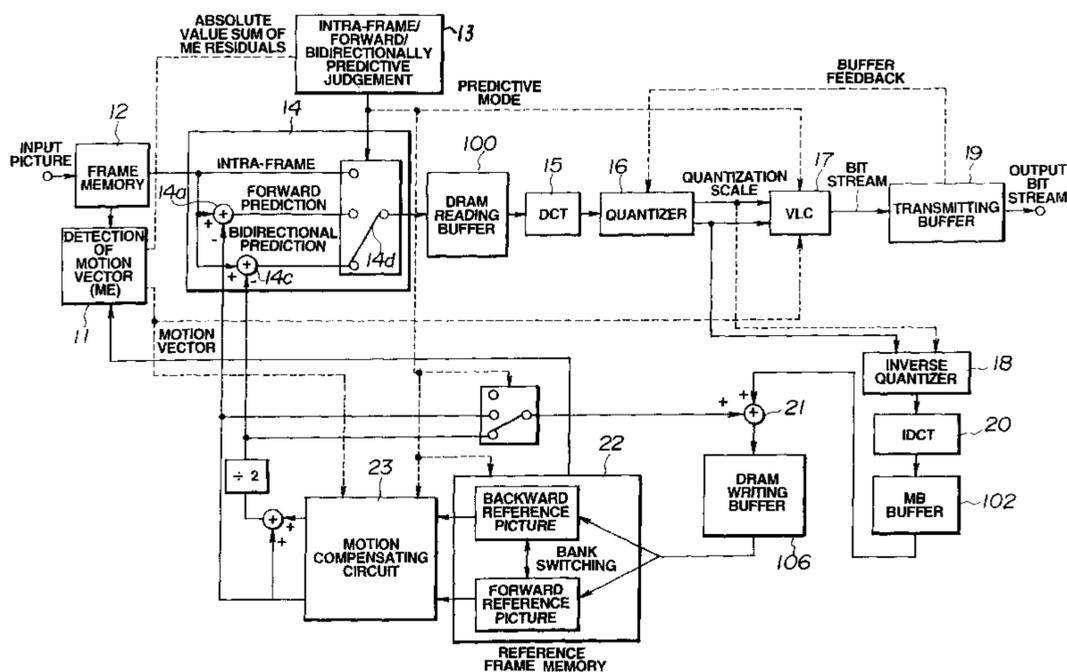 ABSOLUTE
VALUE SUM OF
ME RESIDUALS
INTRA-FRAME/
FORWARD/
BIDIRECTIONALLY
PREDICTIVE
JUDGEMENT
13
PREDICTIVE
MODE
BUFFER
FEEDBACK
12
14
INPUT
PICTURE
FRAME
MEMORY
INTRA-FRAME
14a
FORWARD
PREDICTION
BIDIRECTIONAL
PREDICTION
+
+
-
+
+
-
14c
14d
100
DRAM
READING
BUFFER
15
DCT
16
QUANTIZER
QUANTIZATION
SCALE
17
VLC
BIT
STREAM
19
TRANSMITTING
BUFFER
OUTPUT
BIT
STREAM
DETECTION
OF
MOTION
VECTOR
(ME)
11
MOTION
VECTOR
INVERSE
QUANTIZER
18
IDCT
20
MB
BUFFER
102
+
+
+
21
DRAM
WRITING
BUFFER
106
÷ 2
+
+
+
23
MOTION
COMPENSATING
CIRCUIT
22
BACKWARD
REFERENCE
PICTURE
BANK
SWITCHING
FORWARD
REFERENCE
PICTURE
REFERENCE
FRAME MEMORY